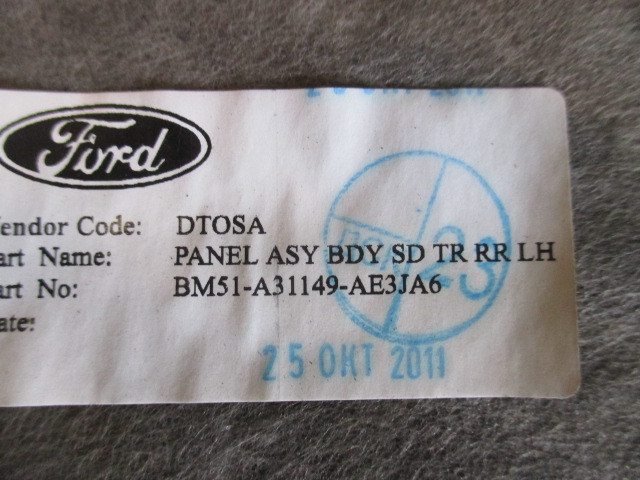 Ford
endor Code: DTOSA
art Name: PANEL ASY BDY SD TR RR LH
art No: BM51-A31149-AE3JA6
ate:
23
25 OKT 2011